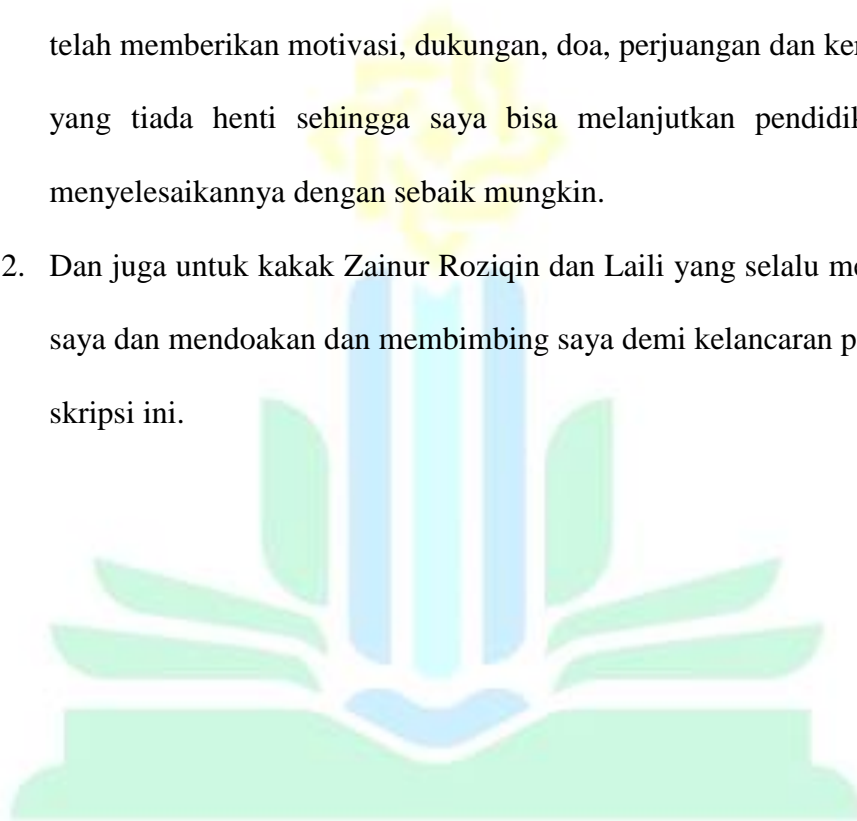 telah memberikan motivasi, dukungan, doa, perjuangan dan
yang tiada henti sehingga saya bisa melanjutkan
menyelesaikannya dengan sebaik mungkin.
2. Dan juga untuk kakak Zainur Roziqin dan Laili yang selalu
saya dan mendoakan dan membimbing saya demi kelancaran
skripsi ini.